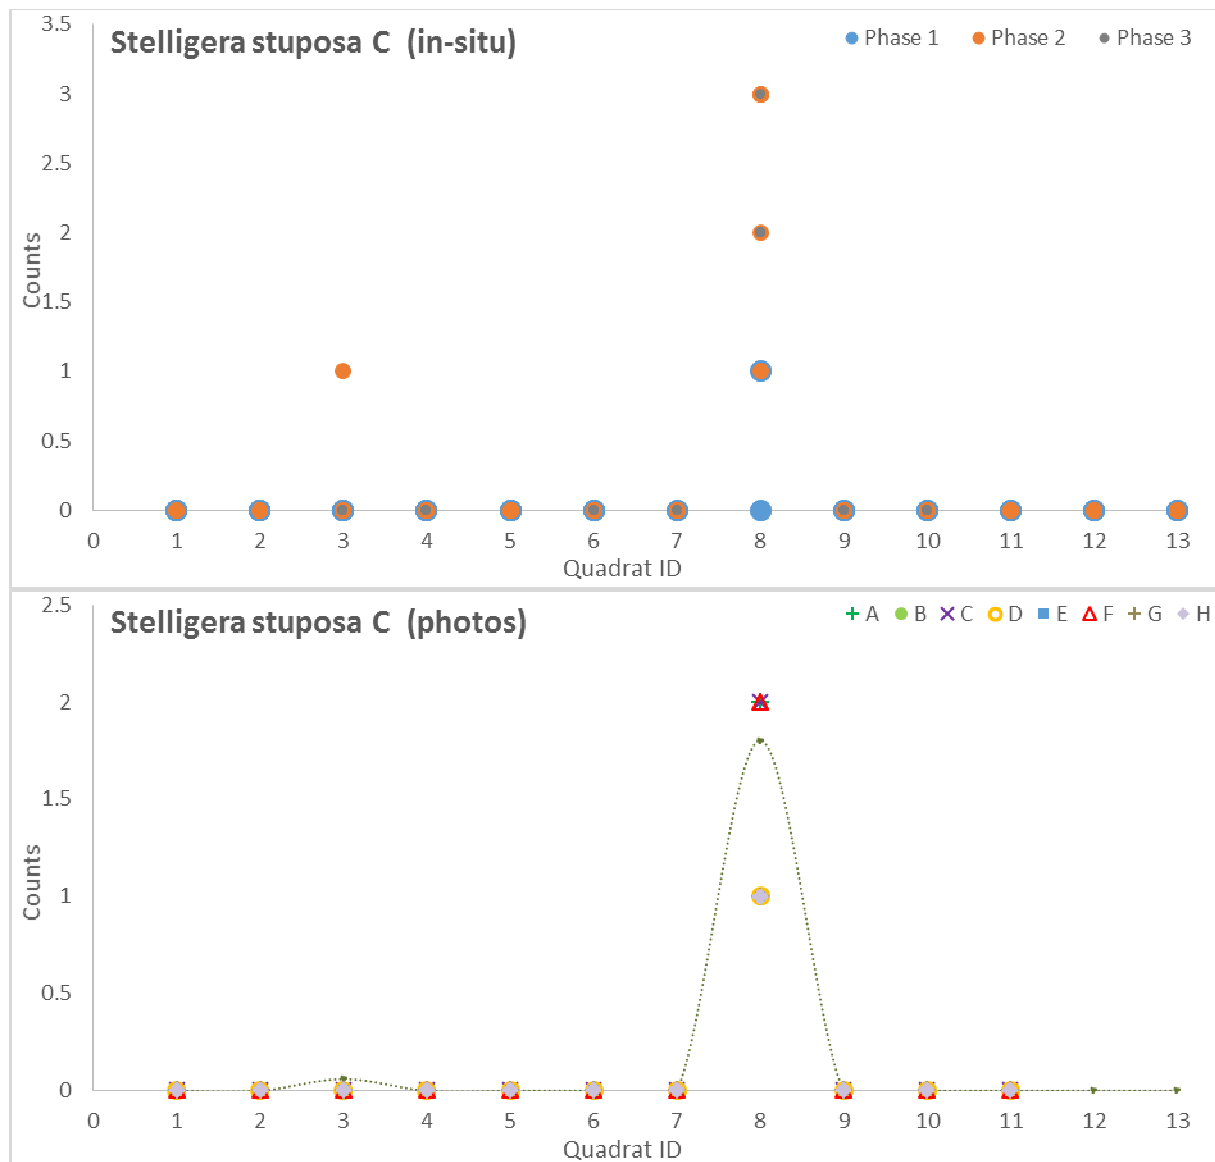 Stelligera stuposa C (in-situ)
Phase 1 Phase 2 Phase 3
3.5
3
2.5
2
1.5
1
0.5
0
Counts
0 1 2 3 4 5 6 7 8 9 10 11 12 13
Quadrat ID
Stelligera stuposa C (photos)
A B C D E F G H
2.5
2
1.5
1
0.5
0
Counts
0 1 2 3 4 5 6 7 8 9 10 11 12 13
Quadrat ID